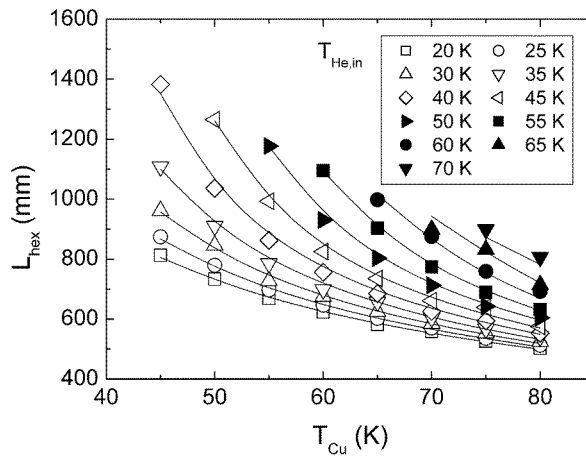 1600
1400
1200
1000
800
600
400
L_hex (mm)
T_He,in
20 K 25 K
30 K 35 K
40 K 45 K
50 K 55 K
60 K 65 K
70 K
40 50 60 70 80
T_Cu (K)